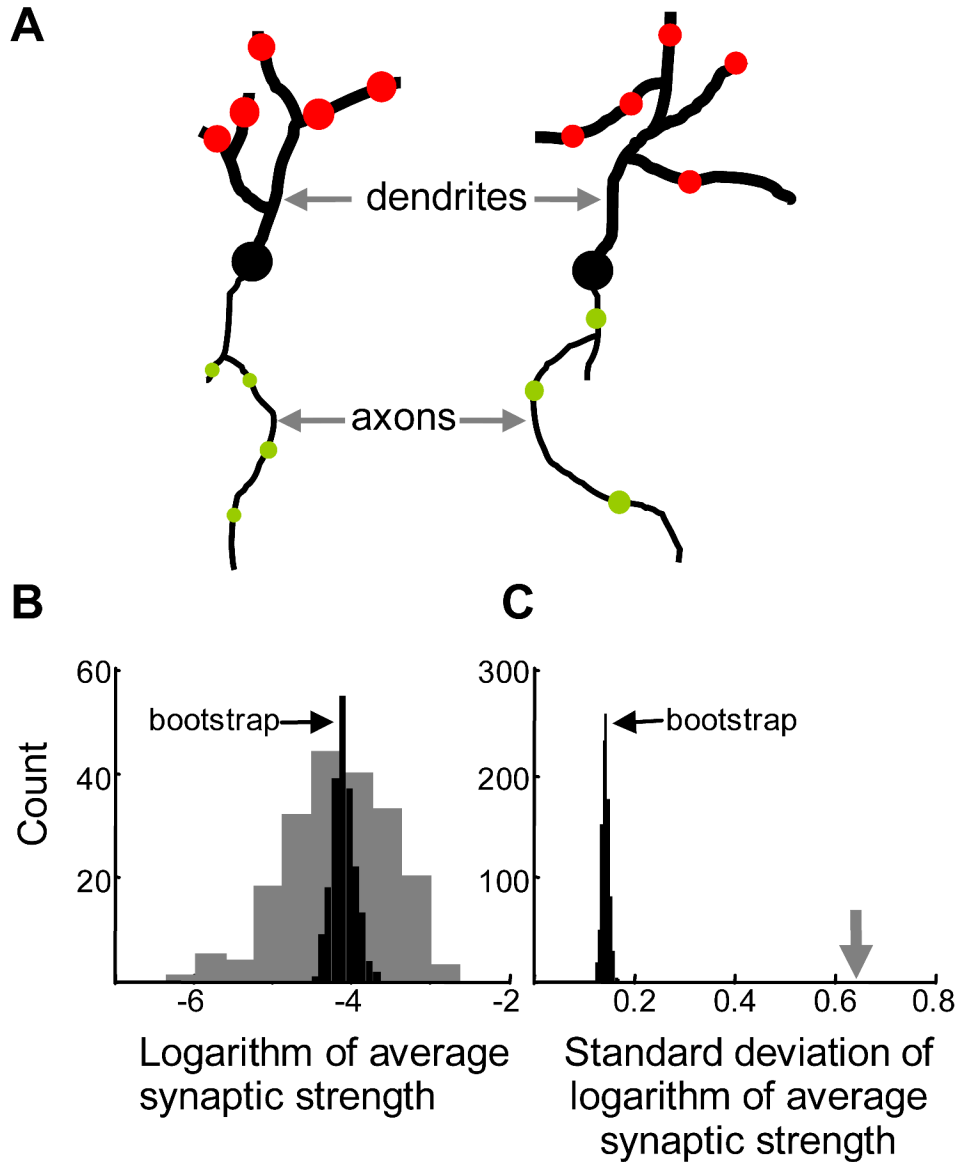 A
dendrites
axons
B
C
60
40
20
Count
bootstrap
-6
-4
-2
Logarithm of average
synaptic strength
300
200
100
bootstrap
0.2
0.4
0.6
0.8
Standard deviation of
logarithm of average
synaptic strength